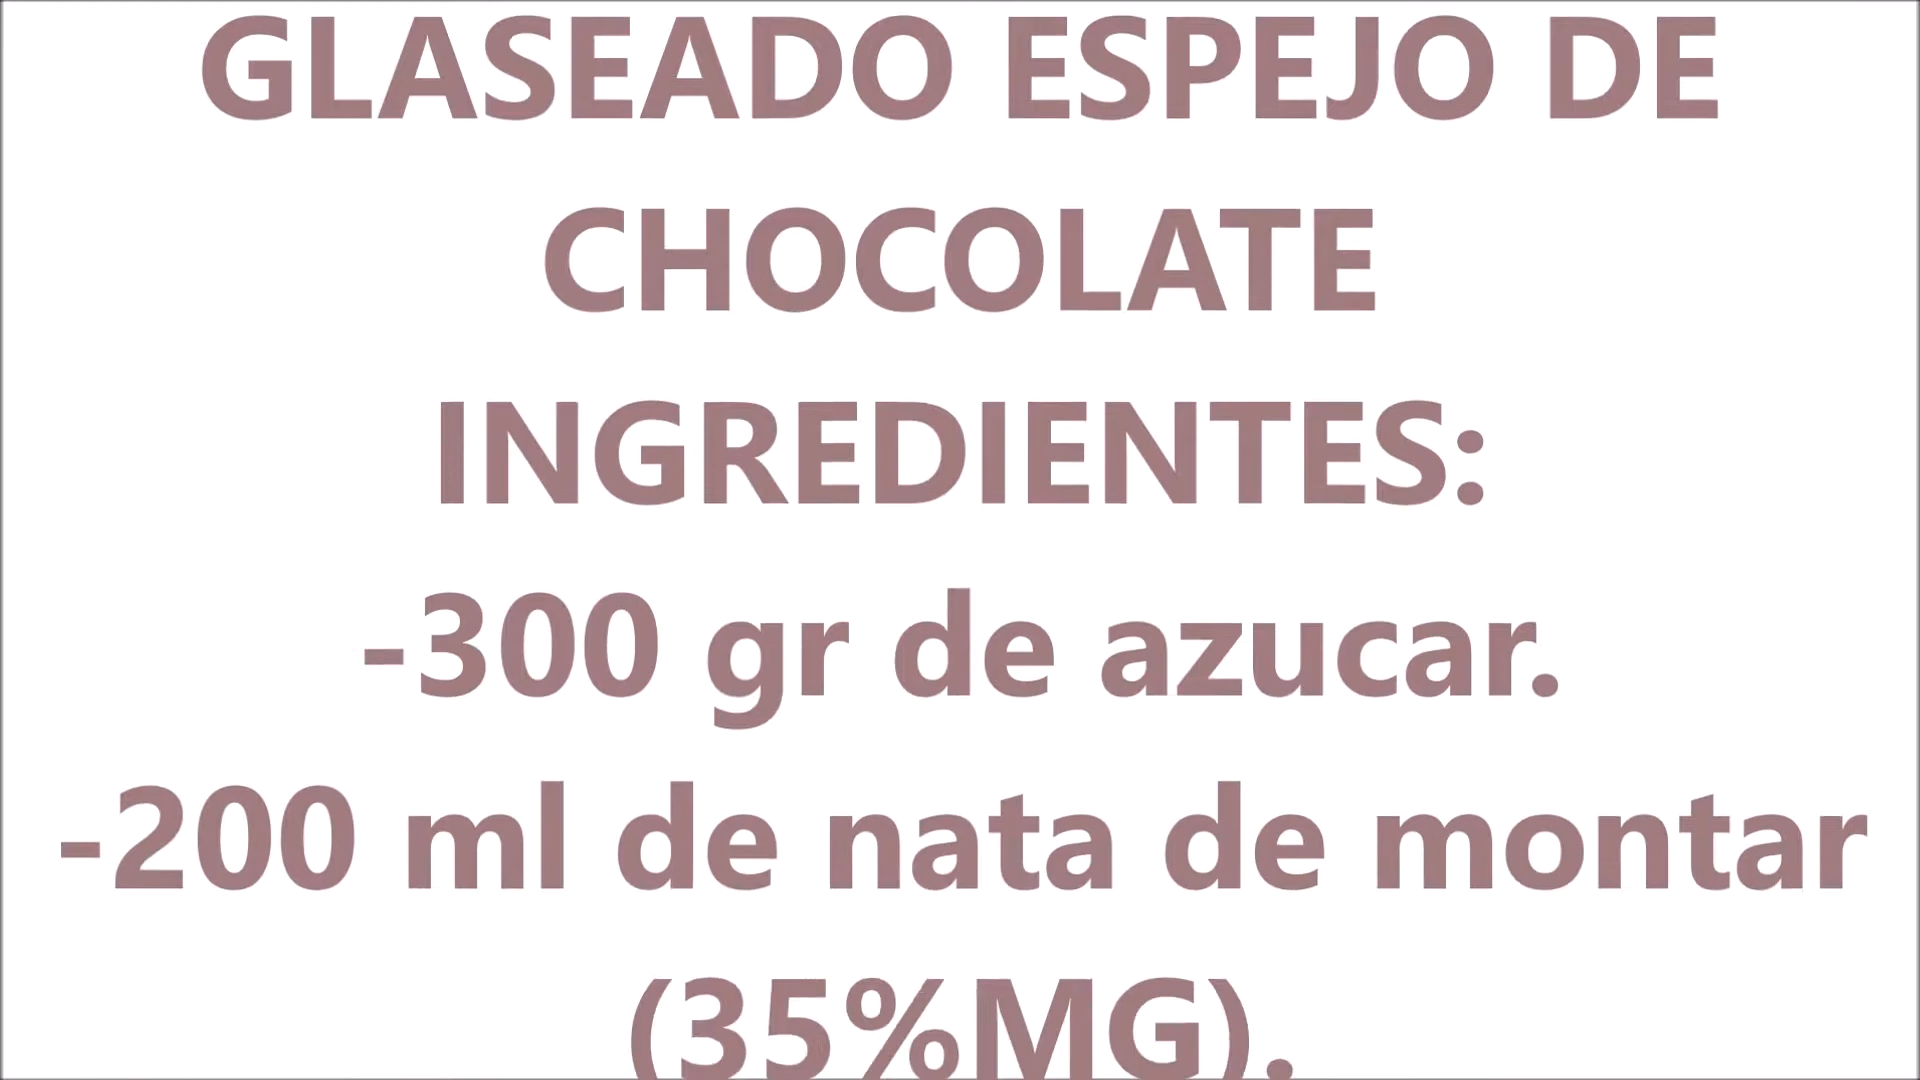 GLASEADO ESPEJO DE
CHOCOLATE
INGREDIENTES:
-300 gr de azucar.
-200 ml de nata de montar
(35%MG).